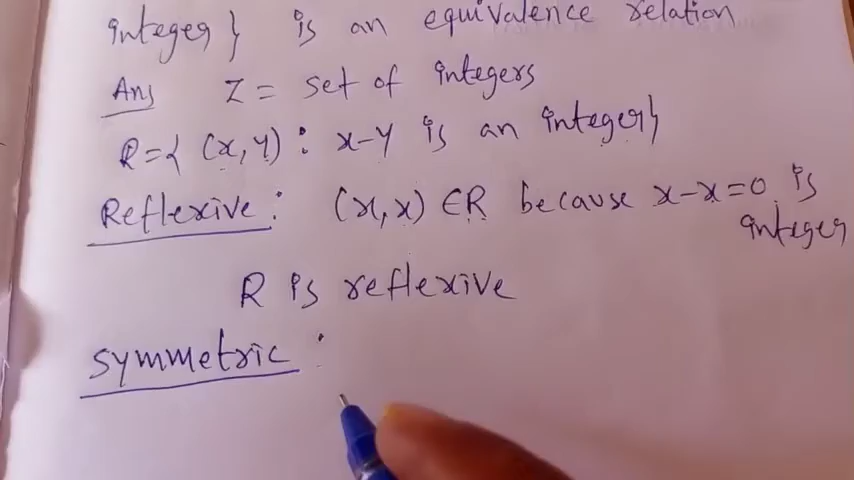 integer } is an equivalence relation
Ans Z = set of integers
R={ (x,y) : x-y is an integer}
Reflexive : (x,x) ∈R because x-x=0 is
integer
R is reflexive
symmetric :